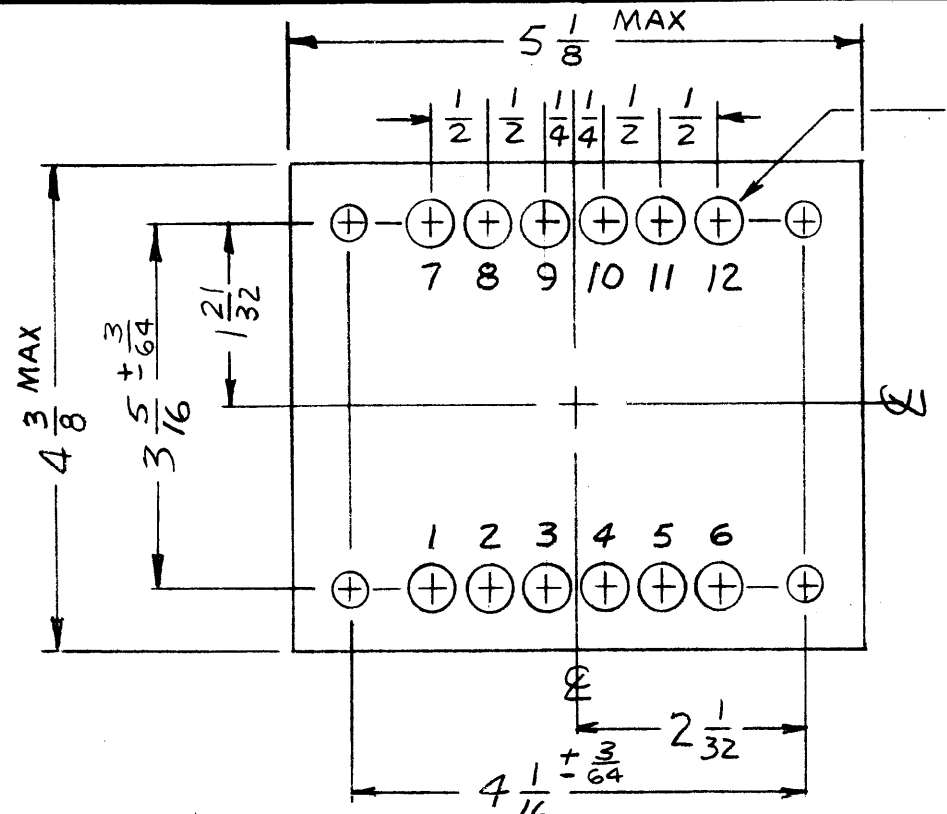 5 1/8 MAX
1/2 1/2 1/4 1/4 1/2 1/2
7 8 9 10 11 12
1 21/32
3 5/16 ± 3/64
4 3/8 MAX
℄
1 2 3 4 5 6
℄
2 1/32
4 1/16 ± 3/64